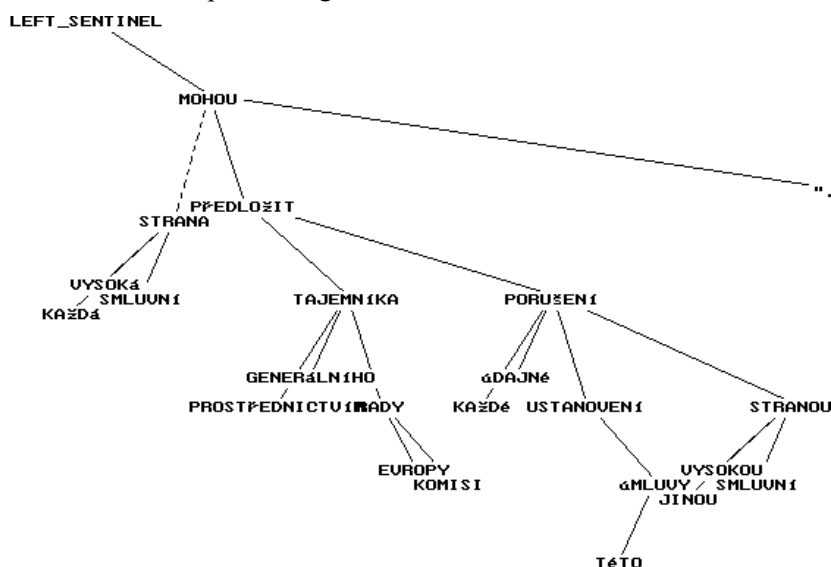 LEFT_SENTINEL
MOHOU
".
PřEDLOžIT
STRANA
VYSOKá
SMLUVNí
KAžDá
TAJEMNíKA
PORUšENí
GENERáLNíHO
úDAJNé
PROSTřEDNICTVíM RADY
KAžDé
USTANOVENí
STRANOU
EVROPY
KOMISI
VYSOKOU
úMLUVY
SMLUVNí
JINOU
TéTO